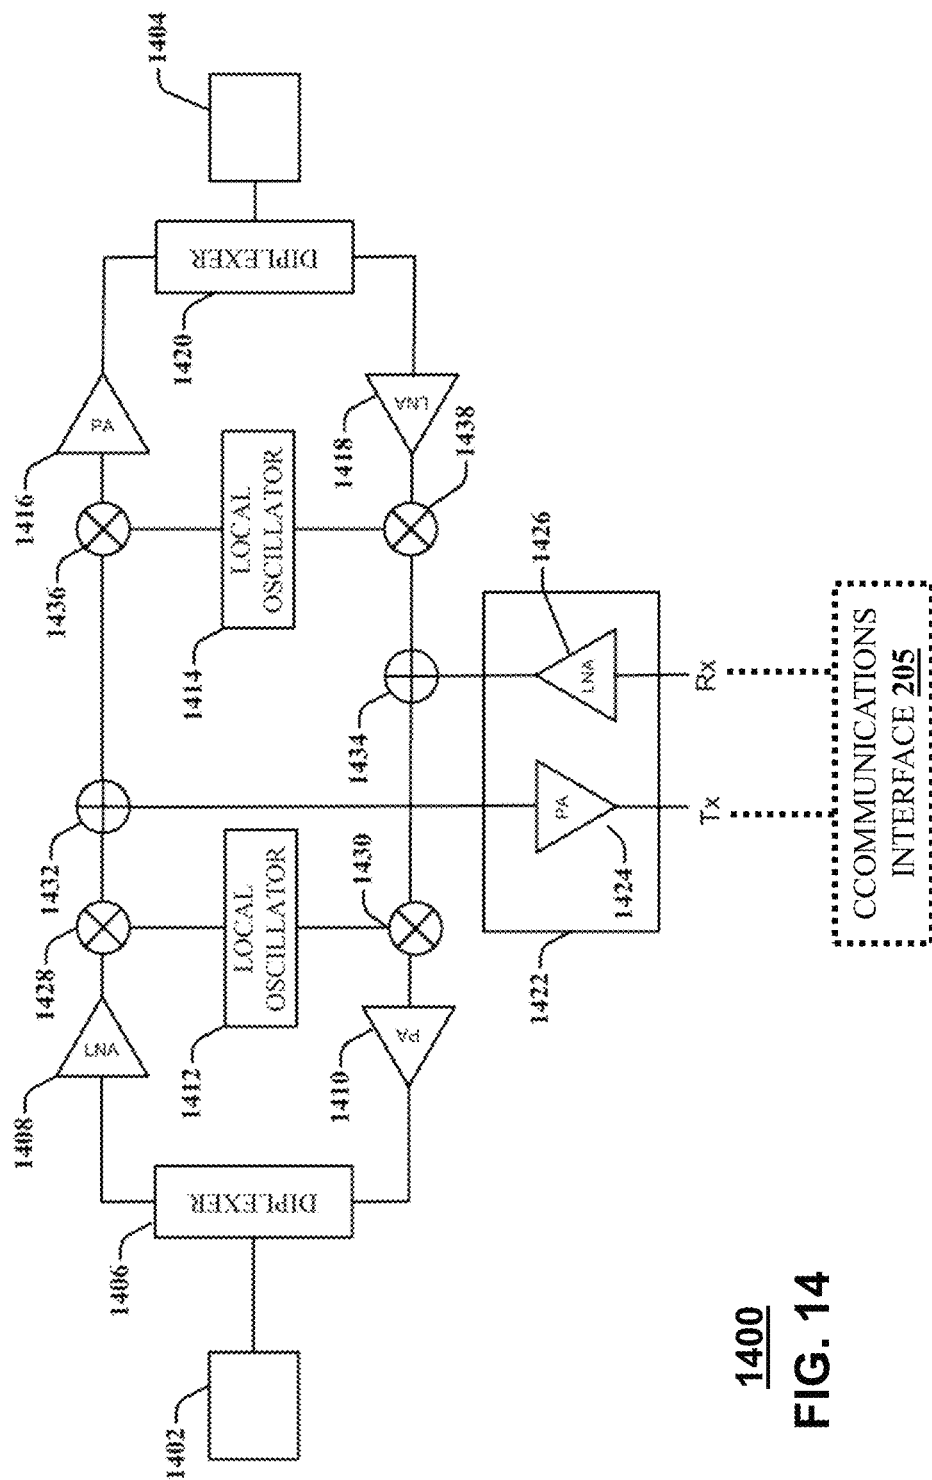 1408
1416
1428
1432
1436
LNA
PA
1406
1404
1402
1420
1412
1414
DIPLEXER
LOCAL
OSCILLATOR
LOCAL
OSCILLATOR
DIPLEXER
1410
1418
1430
1434
PA
LNA
1438
1422
1426
PA
LNA
1424
Tx
Rx
CCOMMUNICATIONS
INTERFACE 205
1400
FIG. 14